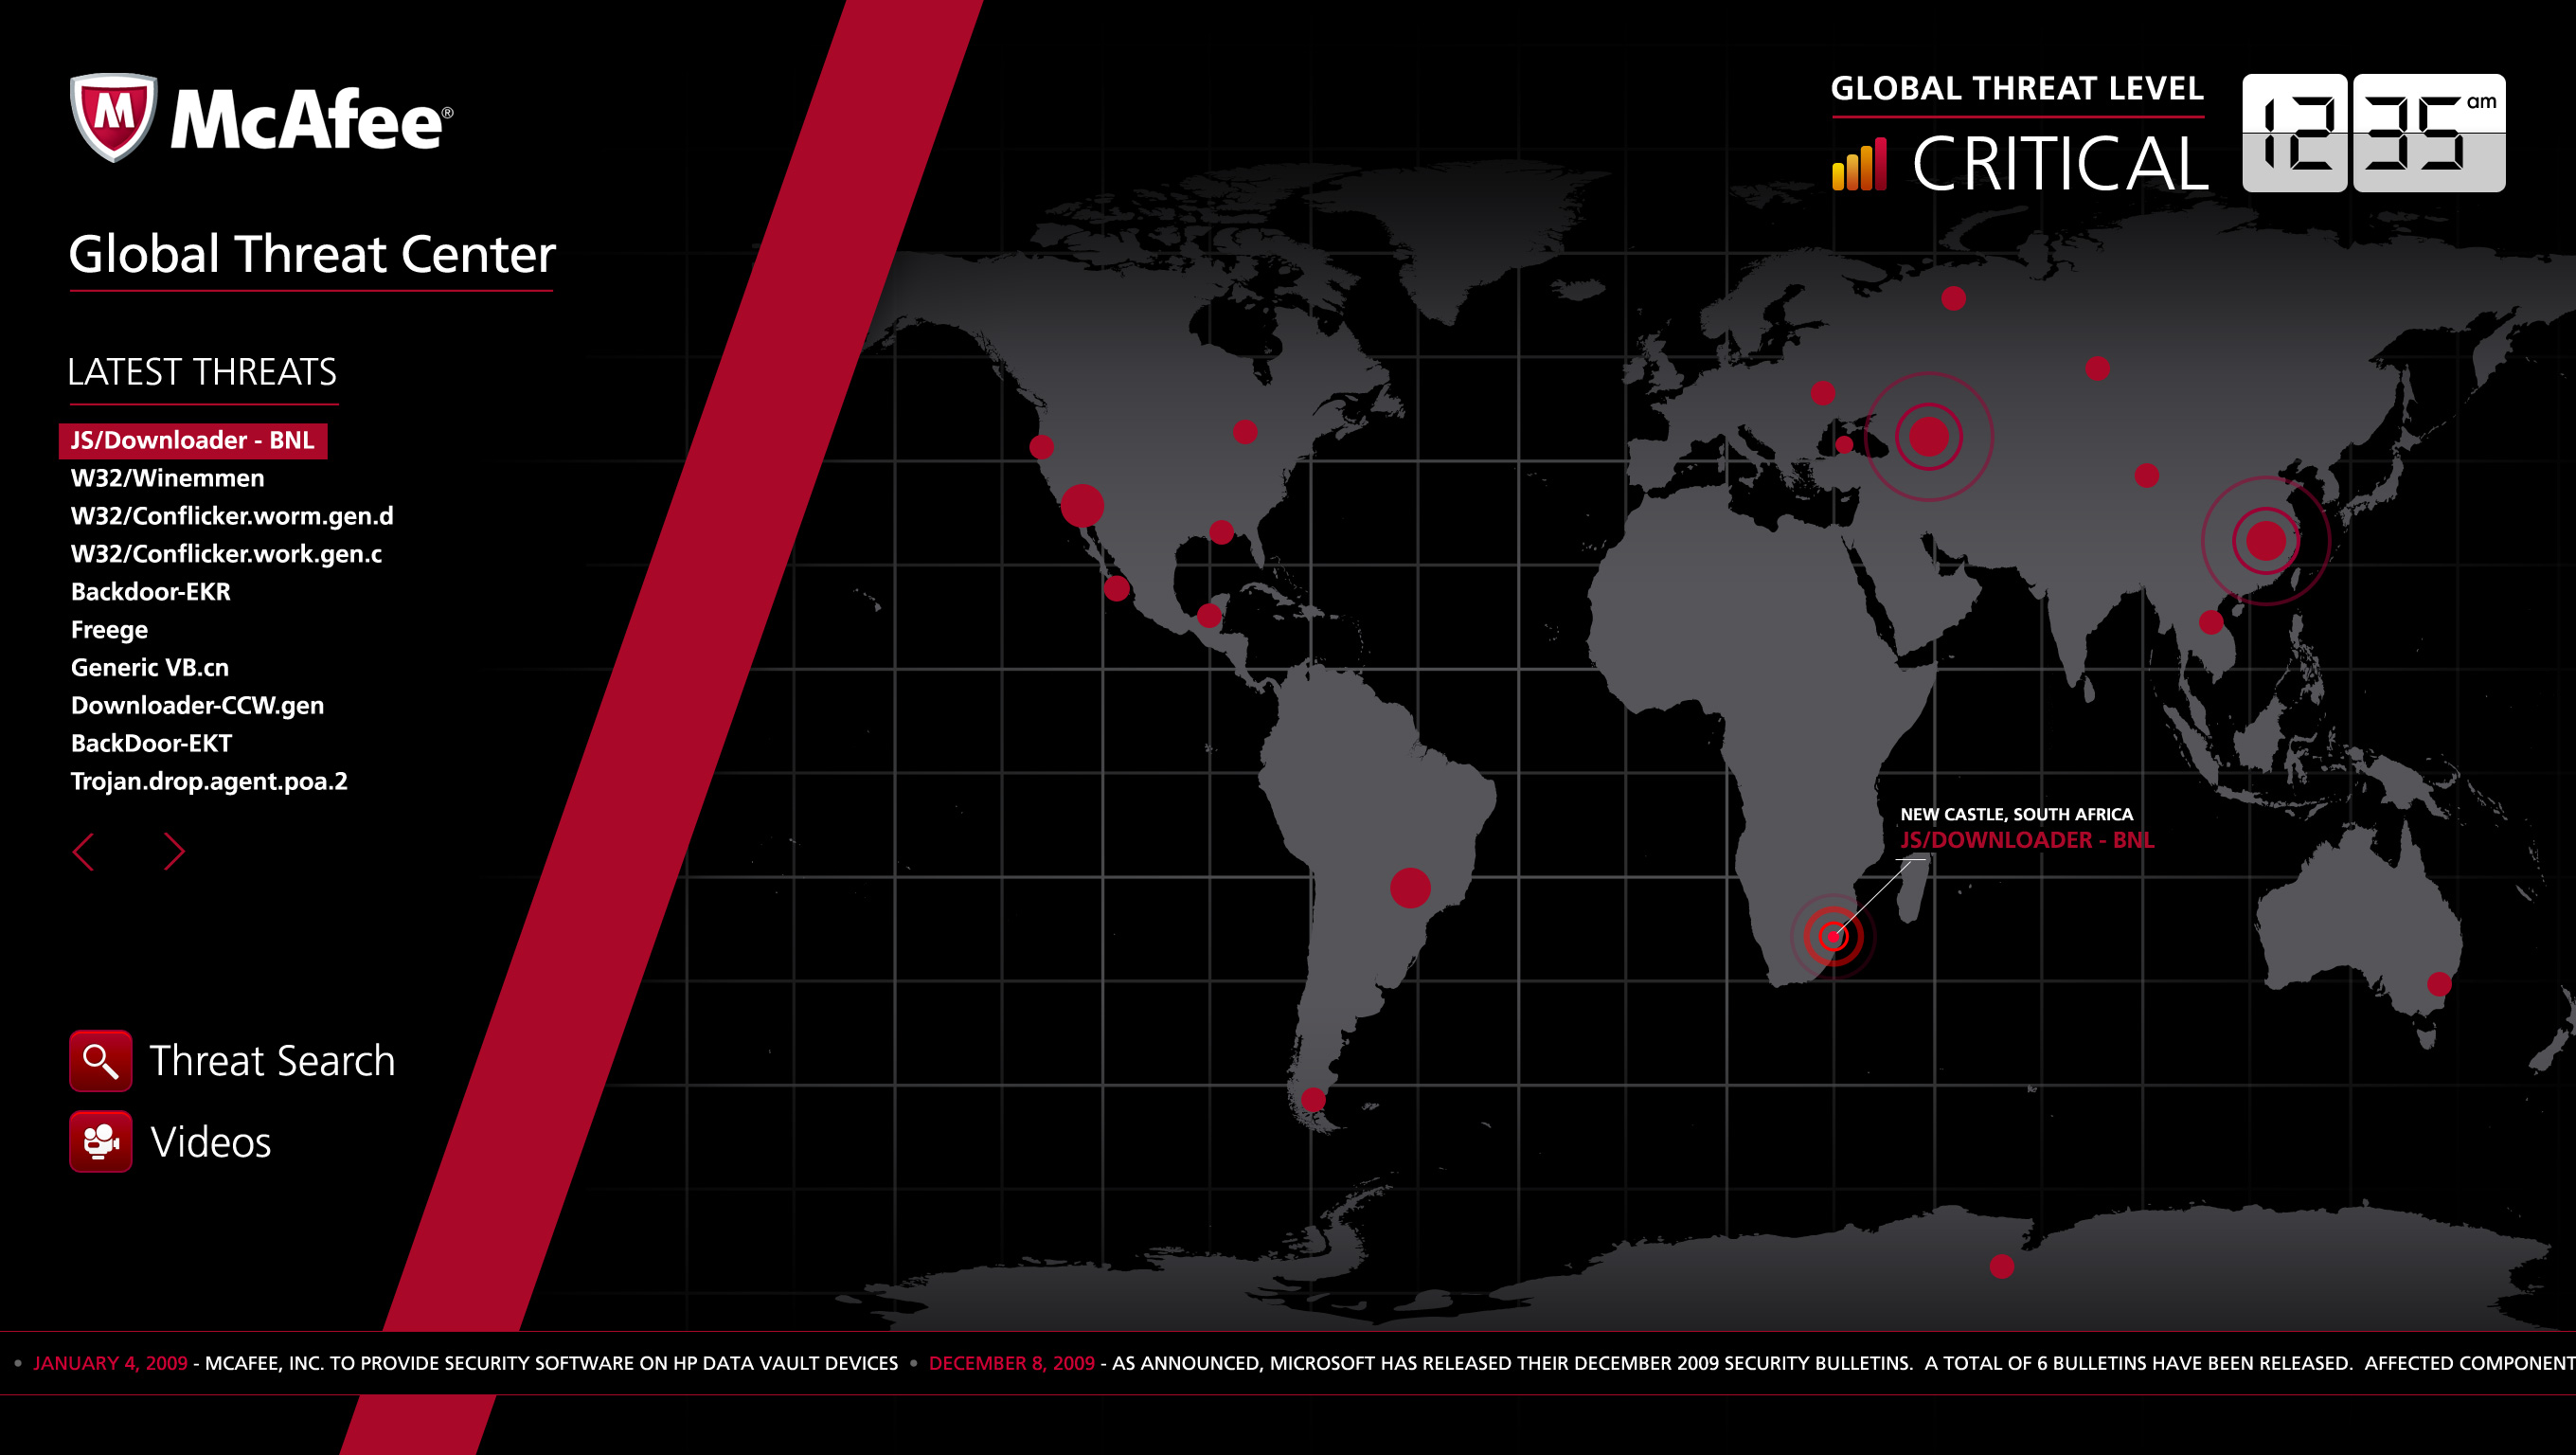 McAfee®
Global Threat Center
LATEST THREATS
JS/Downloader - BNL
W32/Winemmen
W32/Conflicker.worm.gen.d
W32/Conflicker.work.gen.c
Backdoor-EKR
Freege
Generic VB.cn
Downloader-CCW.gen
BackDoor-EKT
Trojan.drop.agent.poa.2
Threat Search
Videos
GLOBAL THREAT LEVEL
CRITICAL
12 35 am
NEW CASTLE, SOUTH AFRICA
JS/DOWNLOADER - BNL
• JANUARY 4, 2009 - MCAFEE, INC. TO PROVIDE SECURITY SOFTWARE ON HP DATA VAULT DEVICES • DECEMBER 8, 2009 - AS ANNOUNCED, MICROSOFT HAS RELEASED THEIR DECEMBER 2009 SECURITY BULLETINS. A TOTAL OF 6 BULLETINS HAVE BEEN RELEASED. AFFECTED COMPONENT